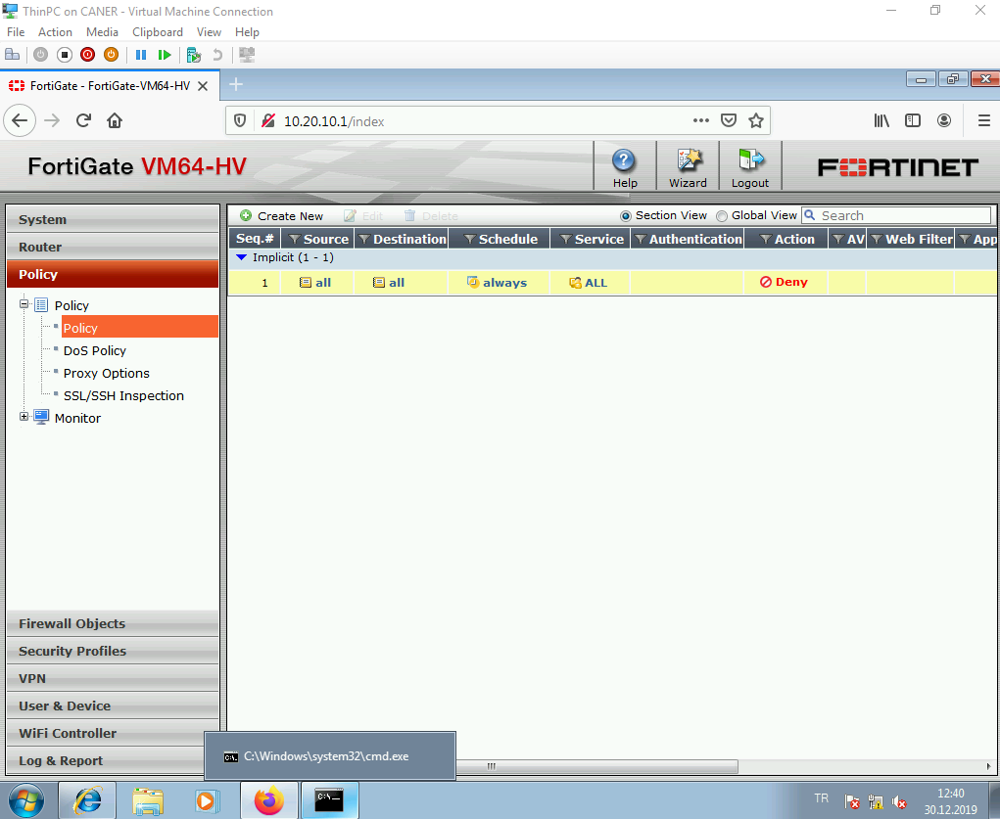 ThinPC on CANER - Virtual Machine Connection
File Action Media Clipboard View Help
FortiGate - FortiGate-VM64-HV
10.20.10.1/index
FortiGate VM64-HV
Help Wizard Logout
FORTINET
System
Router
Policy
Policy
Policy
DoS Policy
Proxy Options
SSL/SSH Inspection
Monitor
Firewall Objects
Security Profiles
VPN
User & Device
WiFi Controller
Log & Report
Create New Edit Delete Section View Global View Search
Seq.# Source Destination Schedule Service Authentication Action AV Web Filter App
Implicit (1 - 1)
1 all all always ALL Deny
C:\Windows\system32\cmd.exe
C:\—
TR
12:40
30.12.2019